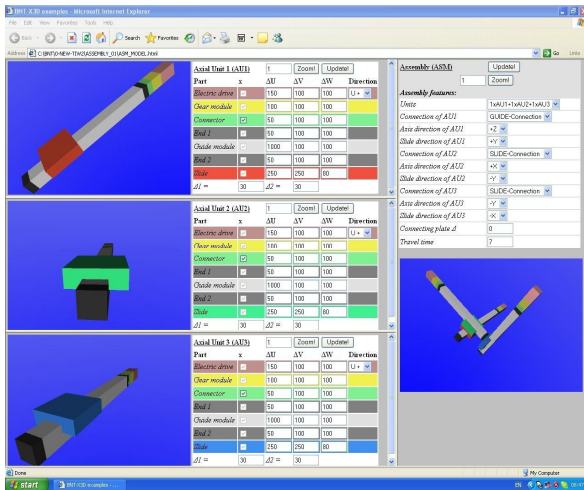 BNT-X3D examples - Microsoft Internet Explorer
File Edit View Favorites Tools Help
Back Search Favorites
Address C:\BNT\0-NEW-TIW2\ASSEMBLY_01\ASM_MODEL.html Go Links
Axial Unit 1 (AU1) 1 Zoom! Update!
Part x ΔU ΔV ΔW Direction
Electric drive 150 100 100 U +
Gear module 100 100 100
Connector 50 100 100
End 1 50 100 100
Guide module 1000 100 100
End 2 50 100 100
Slide 250 250 80
Δ1 = 30 Δ2 = 30
Axial Unit 2 (AU2) 1 Zoom! Update!
Part x ΔU ΔV ΔW Direction
Electric drive 150 100 100 U +
Gear module 100 100 100
Connector 50 100 100
End 1 50 100 100
Guide module 1000 100 100
End 2 50 100 100
Slide 250 250 80
Δ1 = 30 Δ2 = 30
Axial Unit 3 (AU3) 1 Zoom! Update!
Part x ΔU ΔV ΔW Direction
Electric drive 150 100 100 U +
Gear module 100 100 100
Connector 50 100 100
End 1 50 100 100
Guide module 1000 100 100
End 2 50 100 100
Slide 250 250 80
Δ1 = 30 Δ2 = 30
Assembly (ASM) Update!
1 Zoom!
Assembly features:
Units 1xAU1+1xAU2+1xAU3
Connection of AU1 GUIDE-Connection
Axis direction of AU1 +Z
Slide direction of AU1 +Y
Connection of AU2 SLIDE-Connection
Axis direction of AU2 +X
Slide direction of AU2 -Y
Connection of AU3 SLIDE-Connection
Axis direction of AU3 -Y
Slide direction of AU3 -X
Connecting plate Δ 0
Travel time 7
Done My Computer
start BNT-X3D examples - ... EN